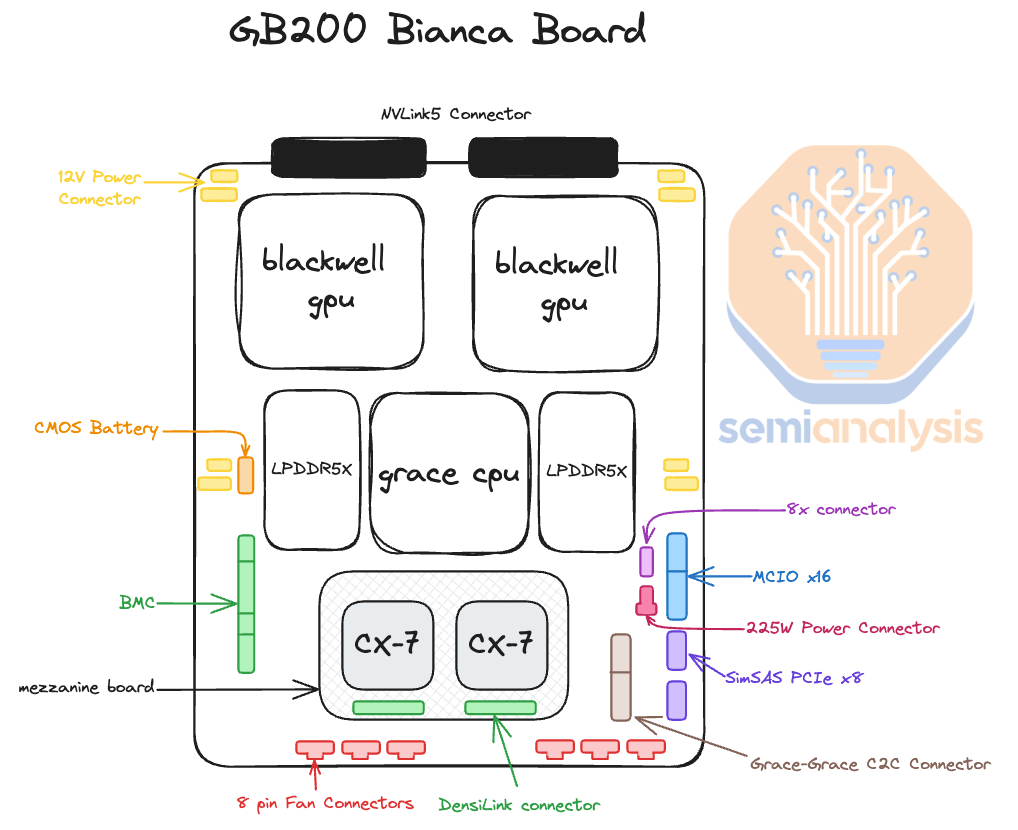 GB200 Bianca Board
NVLink5 Connector
12V Power
Connector
blackwell
gpu
blackwell
gpu
semianalysis
CMOS Battery
LPDDR5X
grace cpu
LPDDR5X
8x connector
MCIO x16
BMC
225W Power Connector
CX-7
CX-7
SimSAS PCIe x8
mezzanine board
Grace-Grace C2C Connector
8 pin Fan Connectors
DensiLink connector